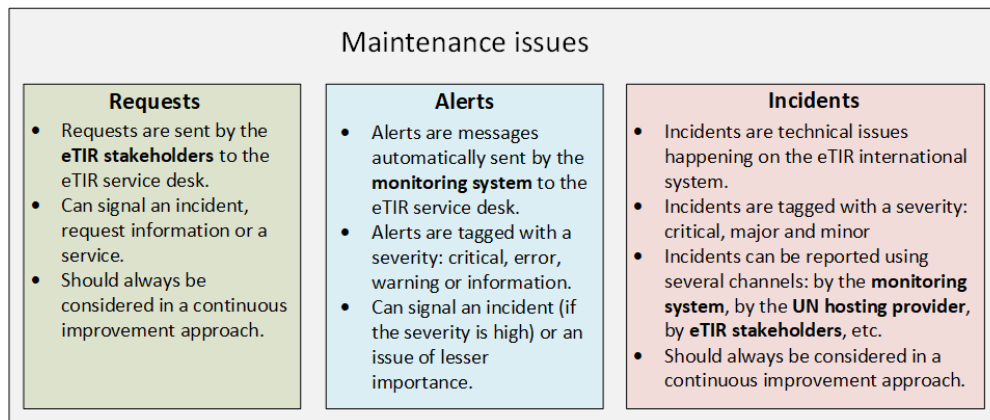 Maintenance issues
Requests
• Requests are sent by the
eTIR stakeholders to the
eTIR service desk.
• Can signal an incident,
request information or a
service.
• Should always be
considered in a continuous
improvement approach.
Alerts
• Alerts are messages
automatically sent by the
monitoring system to the
eTIR service desk.
• Alerts are tagged with a
severity: critical, error,
warning or information.
• Can signal an incident (if
the severity is high) or an
issue of lesser
importance.
Incidents
• Incidents are technical issues
happening on the eTIR international
system.
• Incidents are tagged with a severity:
critical, major and minor
• Incidents can be reported using
several channels: by the monitoring
system, by the UN hosting provider,
by eTIR stakeholders, etc.
• Should always be considered in a
continuous improvement approach.